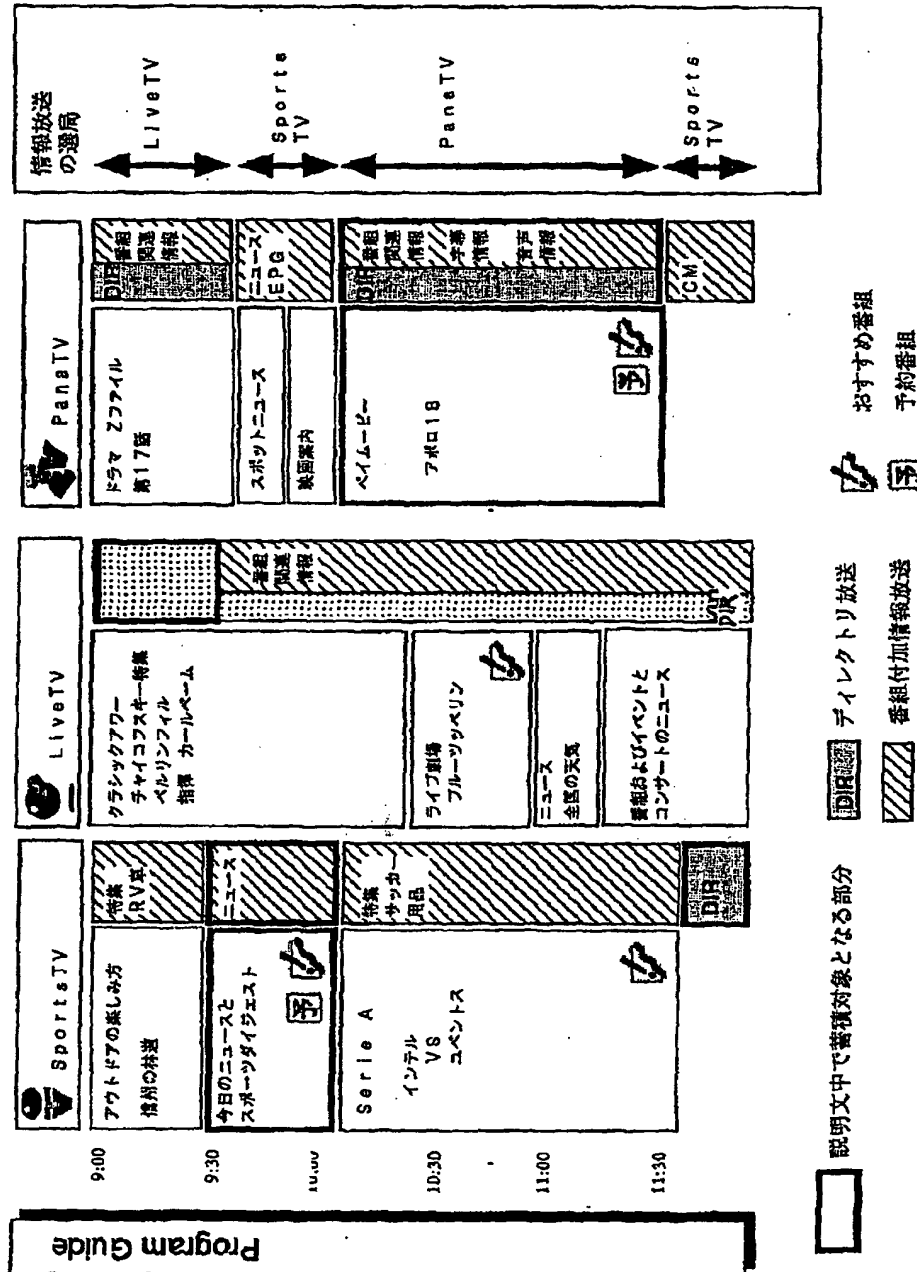 Program Guide
9:00
9:30
10:00
10:30
11:00
11:30
SportsTV
アウトドアの楽しみ方
信州の林道
特集
RV車
今日のニュースと
スポーツダイジェスト
予
ニュース
Serie A
インテル
VS
ユベントス
特集
サッカー
用品
DIR
LiveTV
クラシックアワー
チャイコフスキー特集
ベルリンフィル
指揮 カールベーム
番組
関連
情報
ライブ劇場
フルーツッペリン
ニュース
全国の天気
番組およびイベントと
コンサートのニュース
DIR
PanaTV
ドラマ Zファイル
第17話
DIR
番組
関連
情報
スポットニュース
映画案内
ニュース
EPG
ペイムービー
アポロ18
予
DIR
番組
関連
情報
字幕
情報
音声
情報
CM
情報放送
の選局
LiveTV
Sports
TV
PanaTV
Sports
TV
説明文中で蓄積対象となる部分
DIR ディレクトリ放送
番組付加情報放送
おすすめ番組
予 予約番組